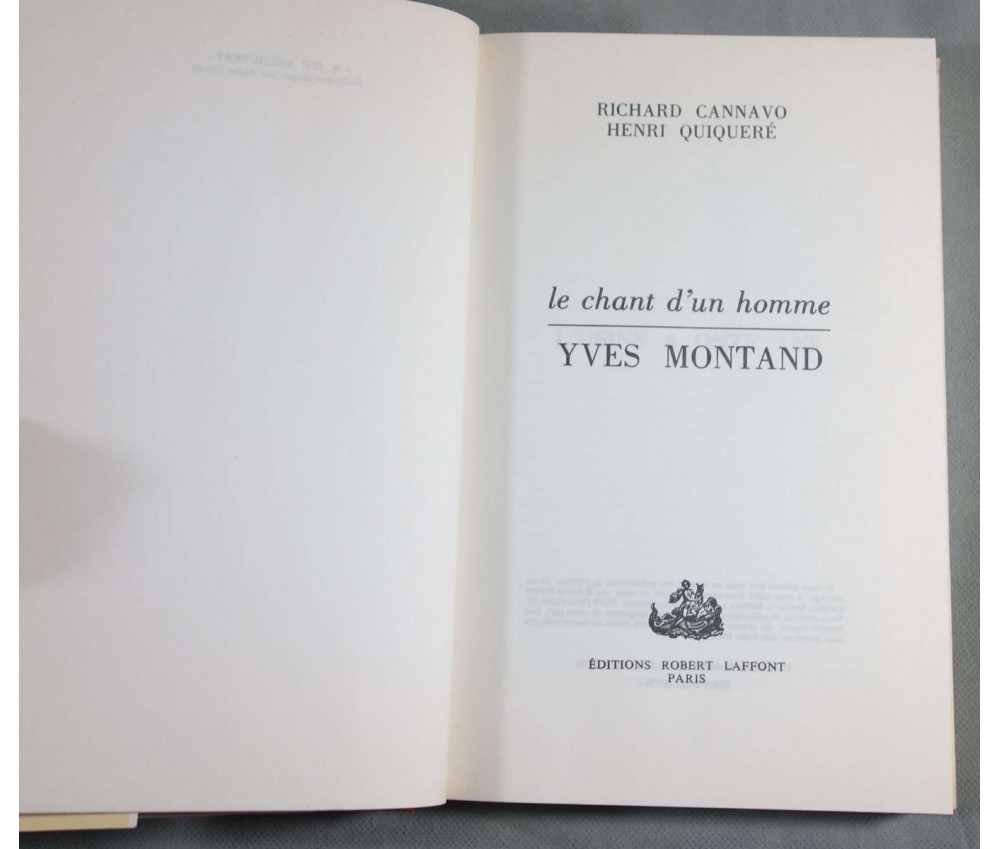 RICHARD CANNAVO
HENRI QUIQUERÉ
le chant d'un homme
YVES MONTAND
ÉDITIONS ROBERT LAFFONT
PARIS